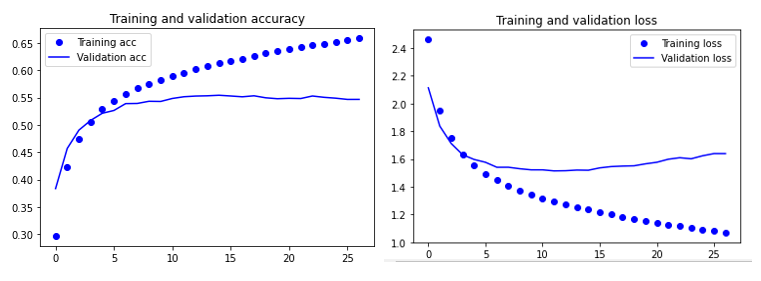 Training and validation accuracy
Training acc
Validation acc
0.65
0.60
0.55
0.50
0.45
0.40
0.35
0.30
0 5 10 15 20 25
Training and validation loss
Training loss
Validation loss
2.4
2.2
2.0
1.8
1.6
1.4
1.2
1.0
0 5 10 15 20 25